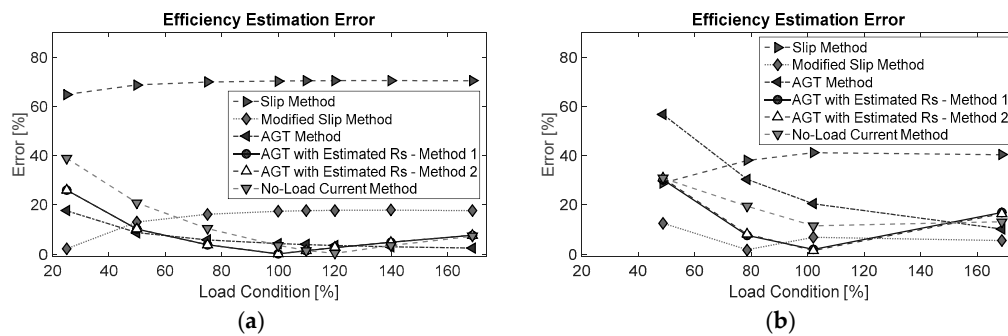 Efficiency Estimation Error
80
60
40
20
0
Error [%]
Slip Method
Modified Slip Method
AGT Method
AGT with Estimated Rs - Method 1
AGT with Estimated Rs - Method 2
No-Load Current Method
20 40 60 80 100 120 140 160
Load Condition [%]
(a)
Efficiency Estimation Error
80
60
40
20
0
Error [%]
Slip Method
Modified Slip Method
AGT Method
AGT with Estimated Rs - Method 1
AGT with Estimated Rs - Method 2
No-Load Current Method
20 40 60 80 100 120 140 160
Load Condition [%]
(b)